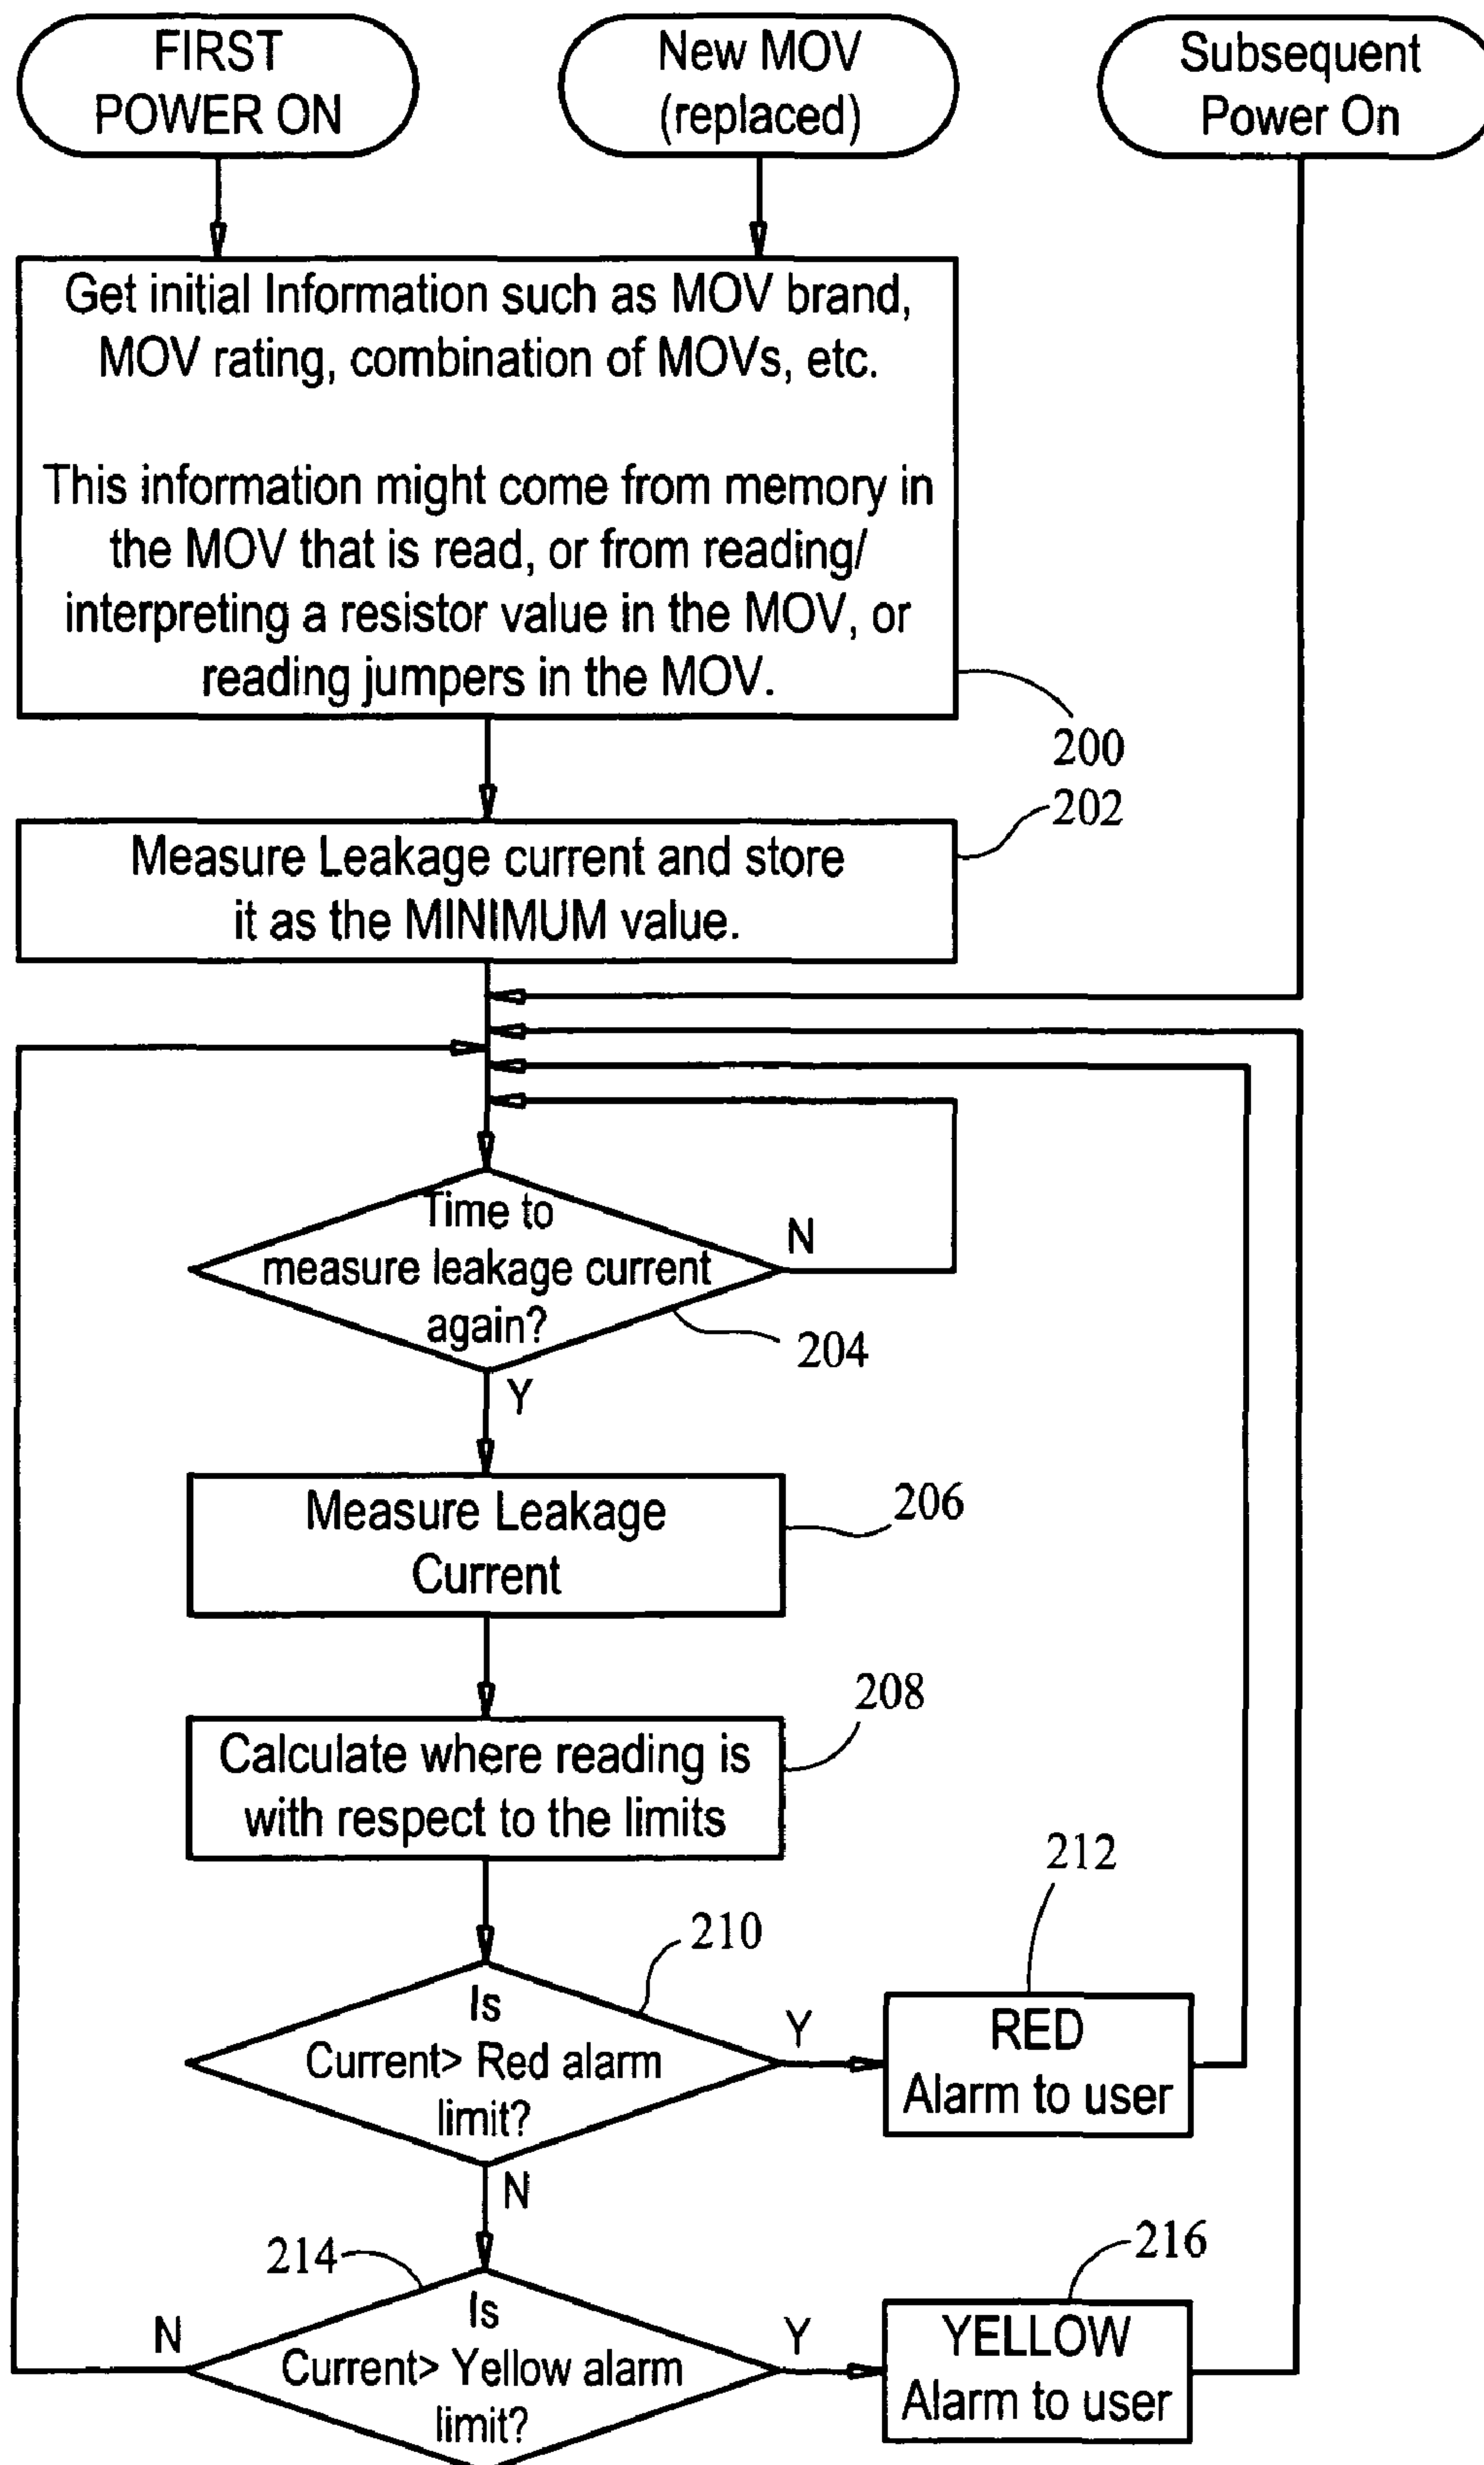 FIRST
POWER ON
New MOV
(replaced)
Subsequent
Power On
Get initial Information such as MOV brand,
MOV rating, combination of MOVs, etc.
This information might come from memory in
the MOV that is read, or from reading/
interpreting a resistor value in the MOV, or
reading jumpers in the MOV.
200
202
Measure Leakage current and store
it as the MINIMUM value.
Time to
measure leakage current
again?
N
204
Y
Measure Leakage
Current
206
208
Calculate where reading is
with respect to the limits
212
210
Is
Current> Red alarm
limit?
Y
RED
Alarm to user
N
214
216
Is
Current> Yellow alarm
limit?
N
Y
YELLOW
Alarm to user